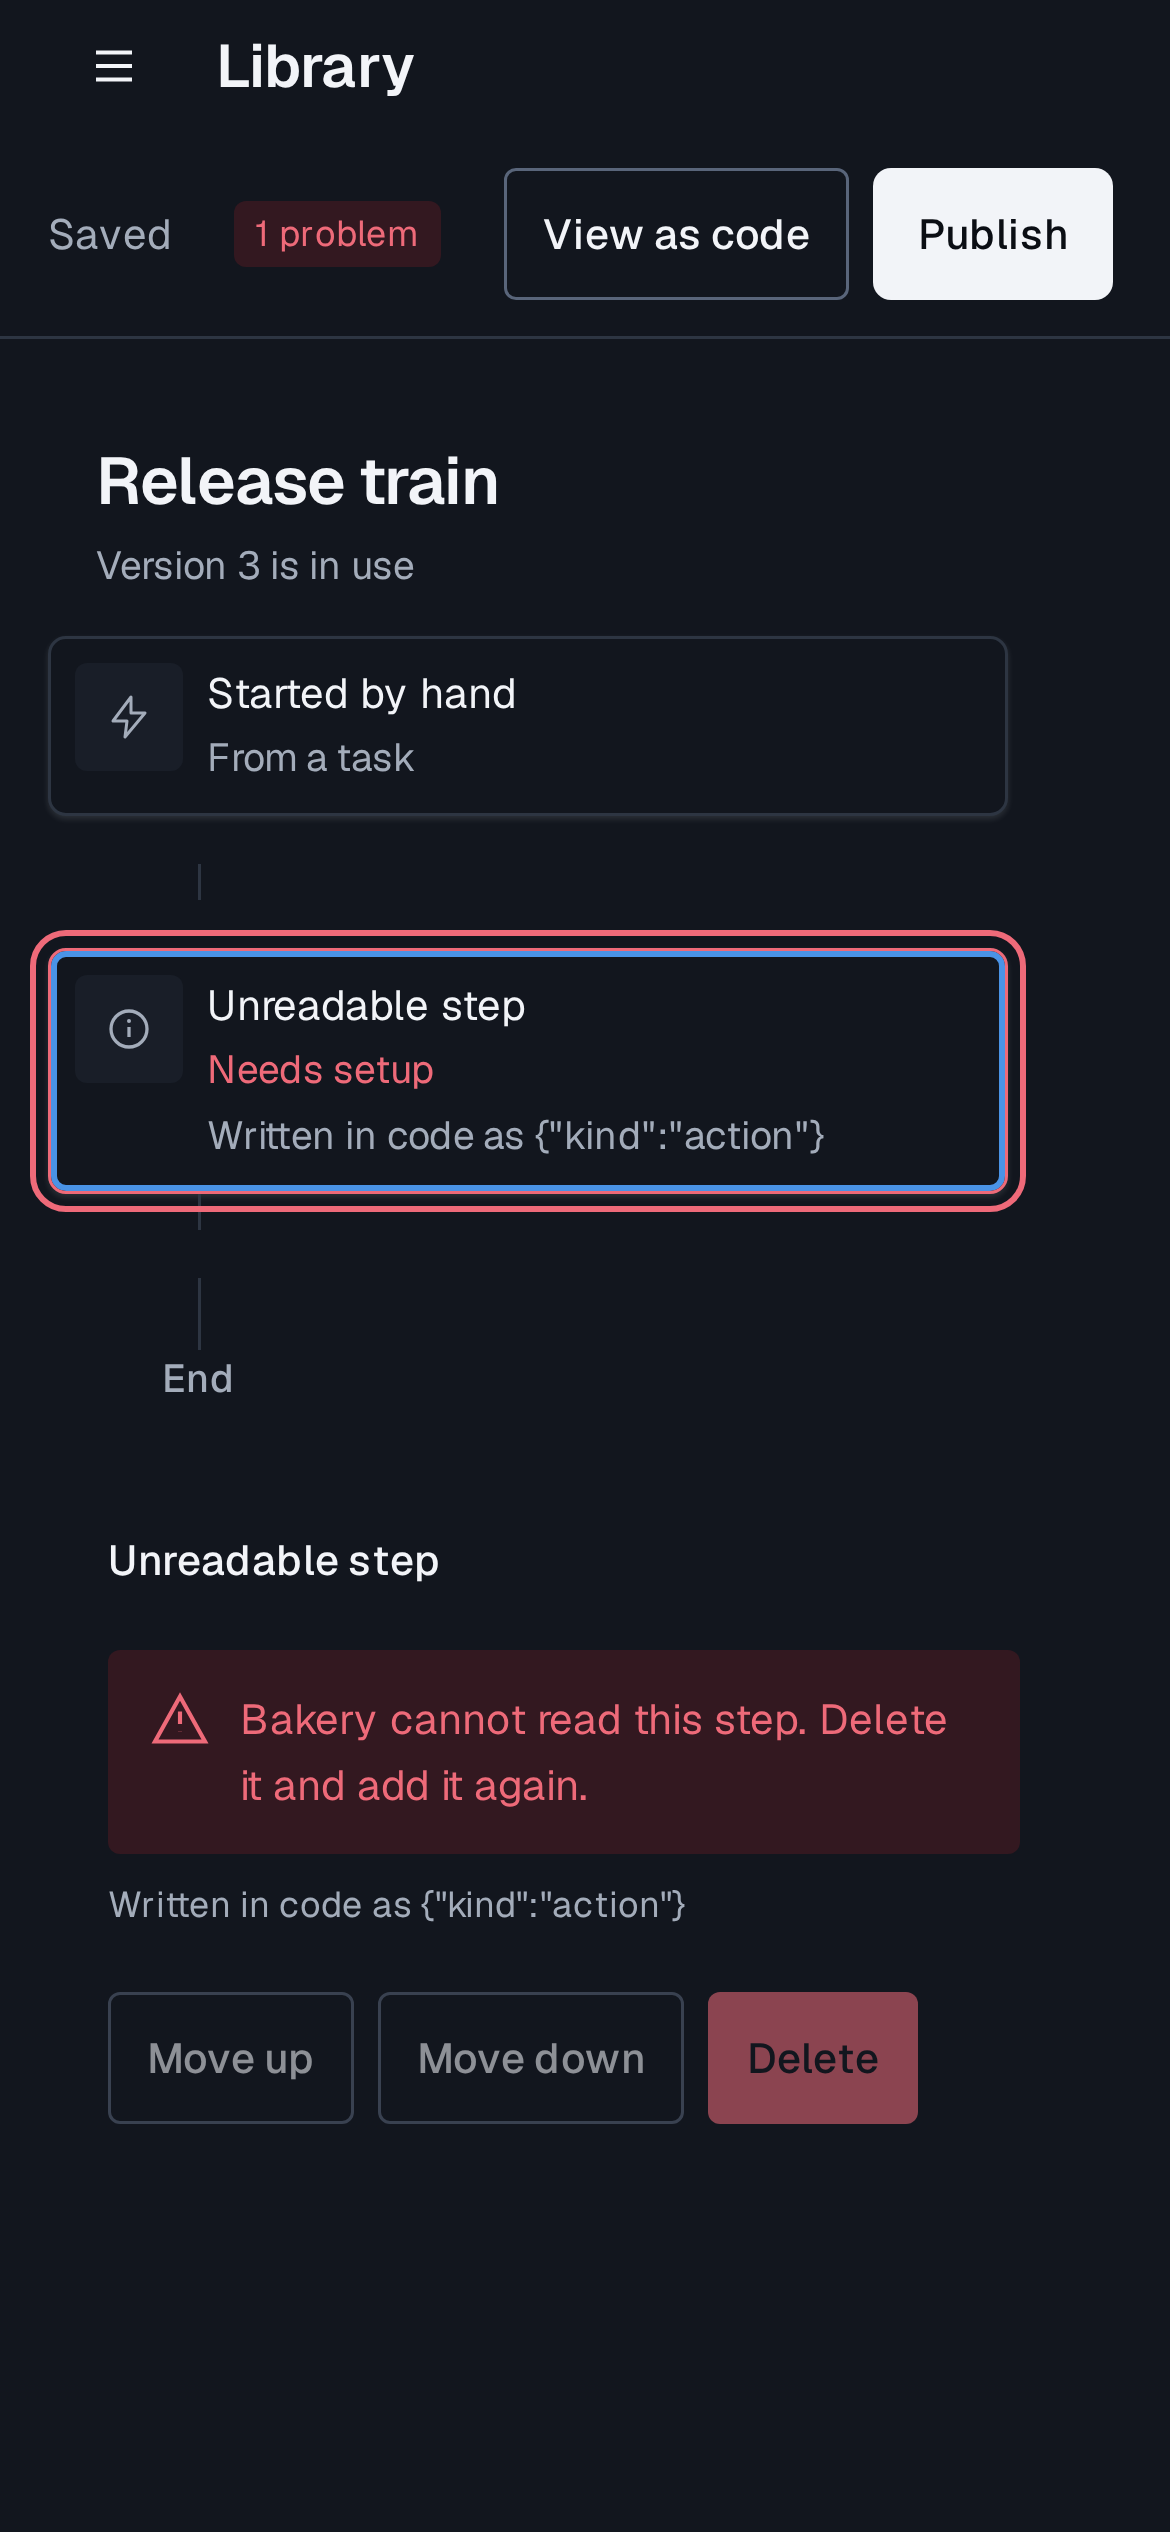 Library
Saved
1 problem
View as code
Publish
Release train
Version 3 is in use
Started by hand
From a task
Unreadable step
Needs setup
Written in code as {"kind":"action"}
End
Unreadable step
Bakery cannot read this step. Delete
it and add it again.
Written in code as {"kind":"action"}
Move up
Move down
Delete